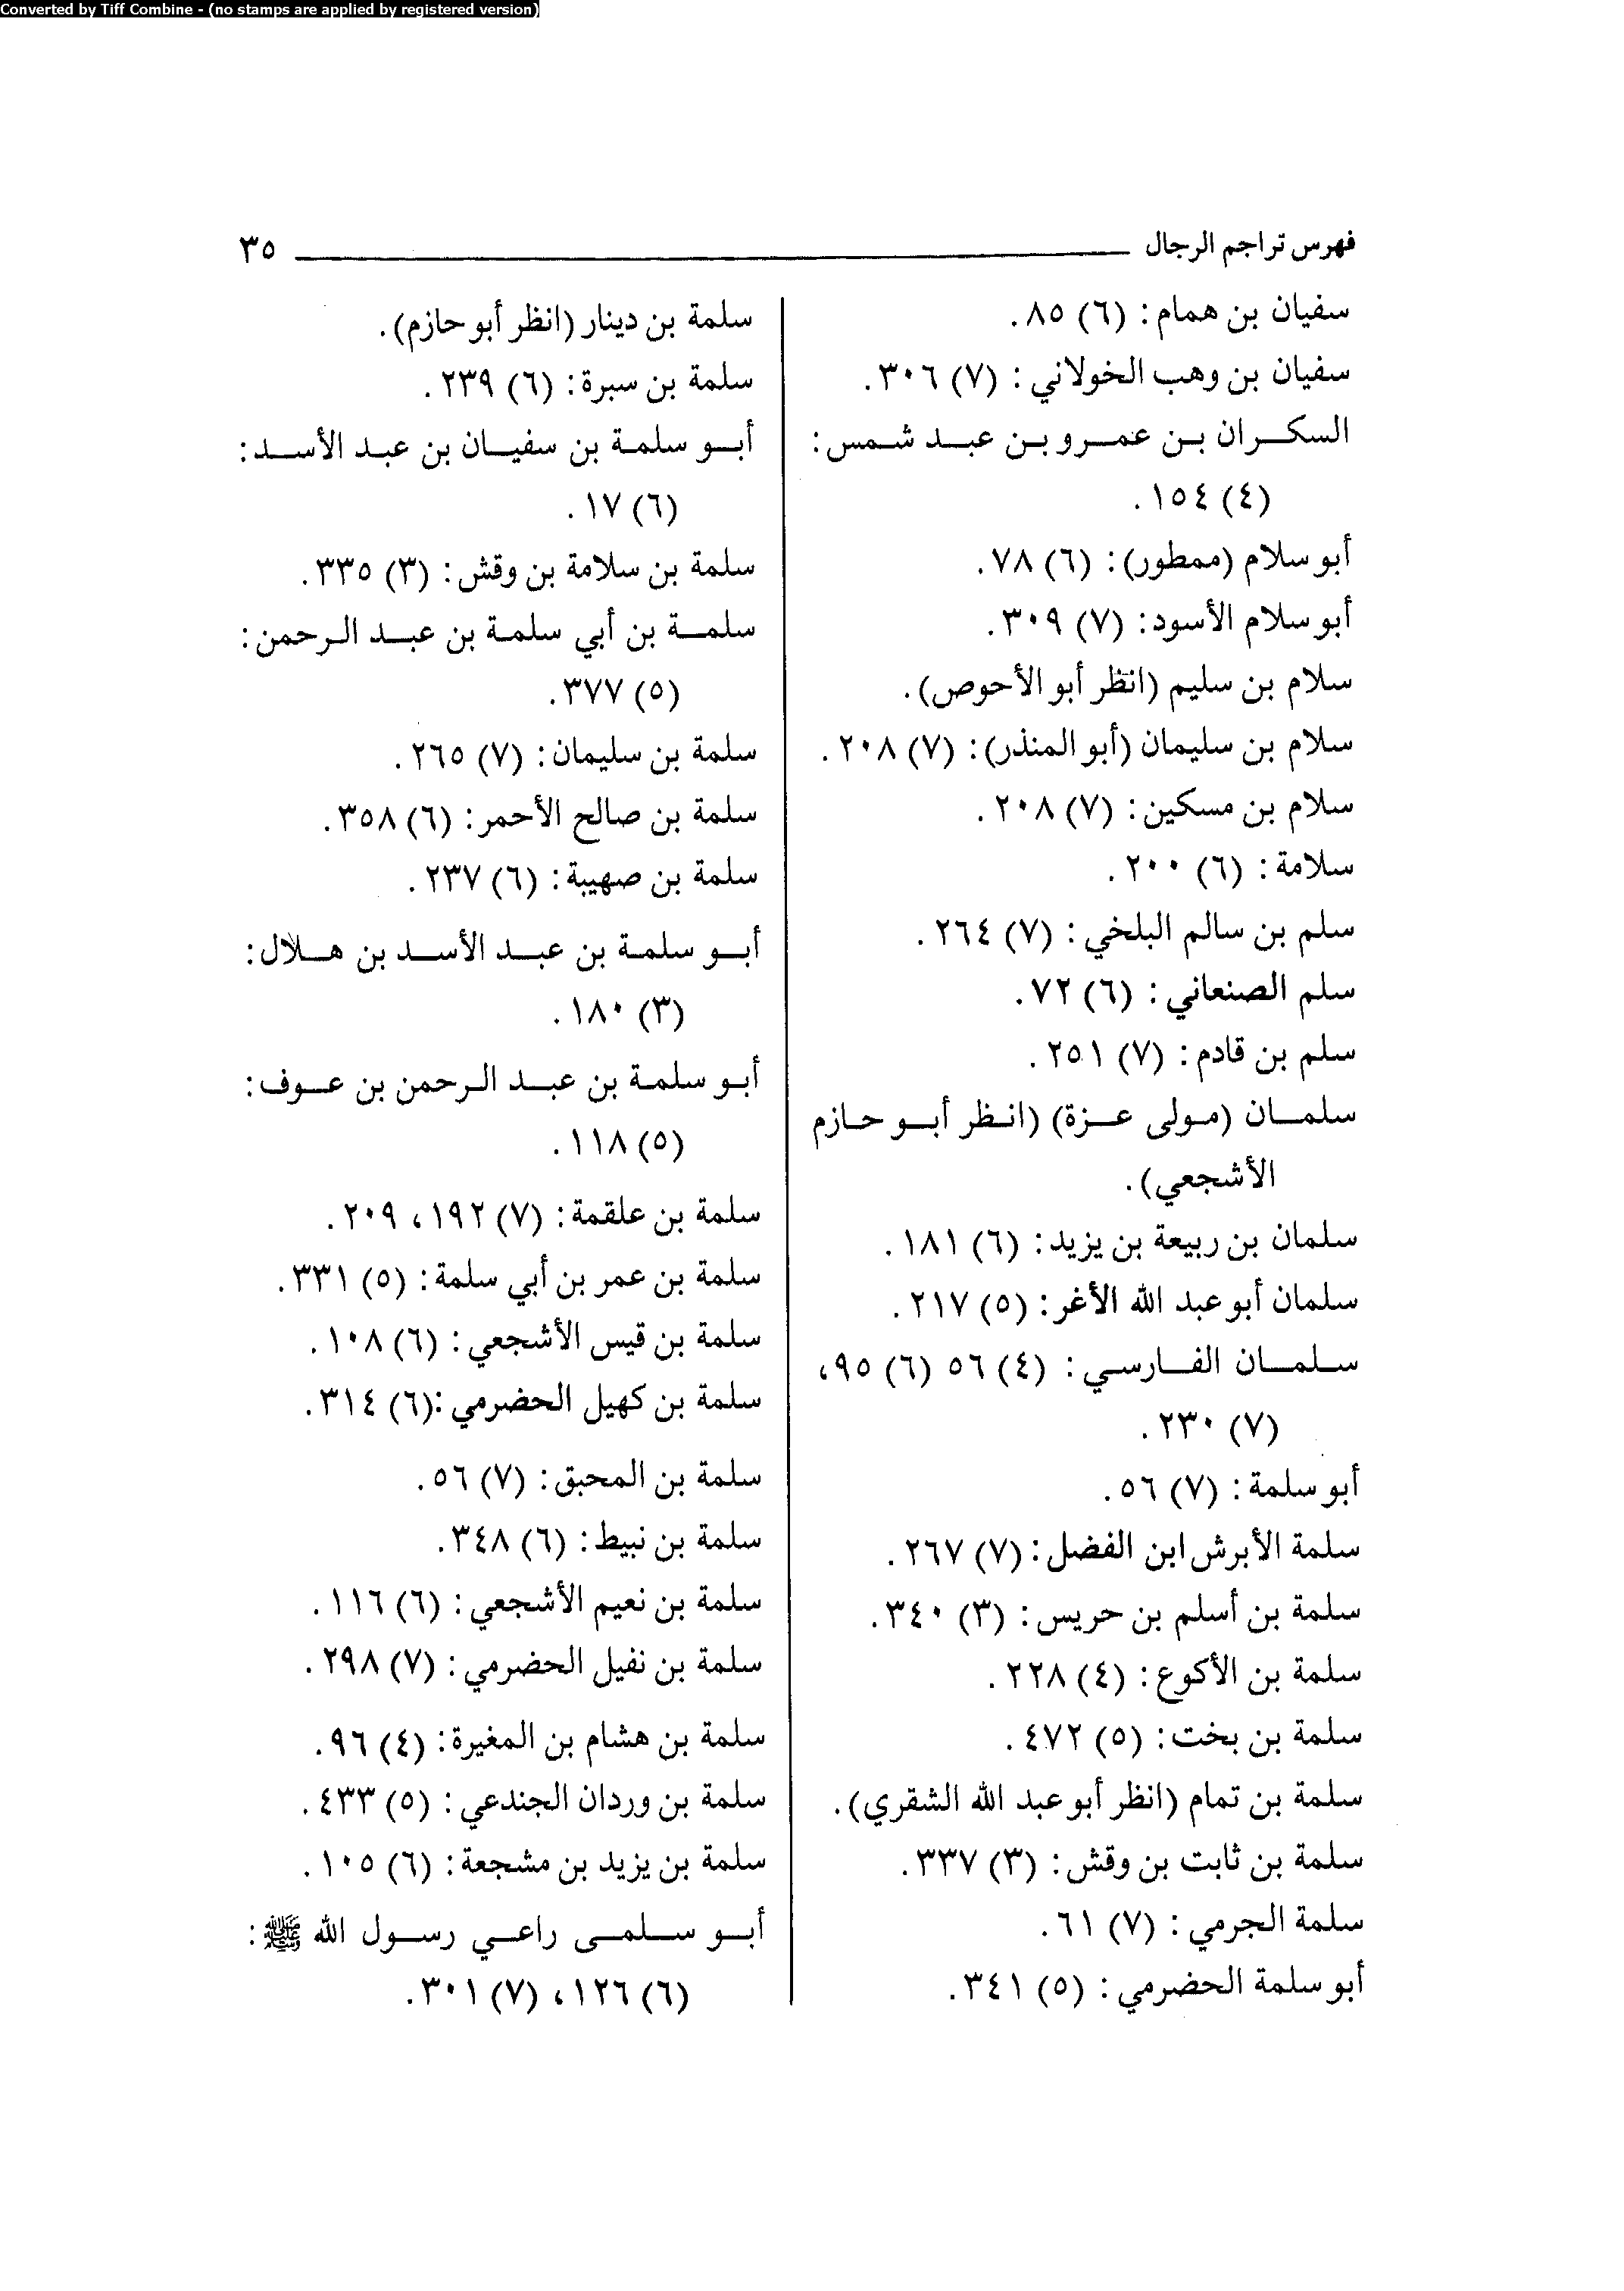 Converted by Tiff Combine - (no stamps are applied by registered version)
فهرس تراجم الرجال ٣٥
سفيان بن همام: (٦) ٨٥.
سفيان بن وهب الخولاني: (٧) ٣٠٦.
السكران بن عمرو بن عبد شمس:
(٤) ١٥٤.
أبو سلام (ممطور): (٦) ٧٨.
أبو سلام الأسود: (٧) ٣٠٩.
سلام بن سليم (انظر أبو الأحوص).
سلام بن سليمان (أبو المنذر): (٧) ٢٠٨.
سلام بن مسكين: (٧) ٢٠٨.
سلامة: (٦) ٢٠٠.
سلم بن سالم البلخي: (٧) ٢٦٤.
سلم الصنعاني: (٦) ٧٢.
سلم بن قادم: (٧) ٢٥١.
سلمان (مولى عزة) (انظر أبو حازم
الأشجعي).
سلمان بن ربيعة بن يزيد: (٦) ١٨١.
سلمان أبو عبد الله الأغر: (٥) ٢١٧.
سلمان الفارسي: (٤) ٥٦ (٦) ٩٥،
(٧) ٢٣٠.
أبو سلمة: (٧) ٥٦.
سلمة الأبرش ابن الفضل: (٧) ٢٦٧.
سلمة بن أسلم بن حريس: (٣) ٣٤٠.
سلمة بن الأكوع: (٤) ٢٢٨.
سلمة بن بخت: (٥) ٤٧٢.
سلمة بن تمام (انظر أبو عبد الله الشقري).
سلمة بن ثابت بن وقش: (٣) ٣٣٧.
سلمة الجرمي: (٧) ٦١.
أبو سلمة الحضرمي: (٥) ٣٤١.
سلمة بن دينار (انظر أبو حازم).
سلمة بن سبرة: (٦) ٢٣٩.
أبو سلمة بن سفيان بن عبد الأسد:
(٦) ١٧.
سلمة بن سلامة بن وقش: (٣) ٣٣٥.
سلمة بن أبي سلمة بن عبد الرحمن:
(٥) ٣٧٧.
سلمة بن سليمان: (٧) ٢٦٥.
سلمة بن صالح الأحمر: (٦) ٣٥٨.
سلمة بن صهيبة: (٦) ٢٣٧.
أبو سلمة بن عبد الأسد بن هلال:
(٣) ١٨٠.
أبو سلمة بن عبد الرحمن بن عوف:
(٥) ١١٨.
سلمة بن علقمة: (٧) ١٩٢، ٢٠٩.
سلمة بن عمر بن أبي سلمة: (٥) ٣٣١.
سلمة بن قيس الأشجعي: (٦) ١٠٨.
سلمة بن كهيل الحضرمي:(٦) ٣١٤.
سلمة بن المحبق: (٧) ٥٦.
سلمة بن نبيط: (٦) ٣٤٨.
سلمة بن نعيم الأشجعي: (٦) ١١٦.
سلمة بن نفيل الحضرمي: (٧) ٢٩٨.
سلمة بن هشام بن المغيرة: (٤) ٩٦.
سلمة بن وردان الجندعي: (٥) ٤٣٣.
سلمة بن يزيد بن مشجعة: (٦) ١٠٥.
أبو سلمى راعي رسول الله ﷺ:
(٦) ١٢٦، (٧) ٣٠١.